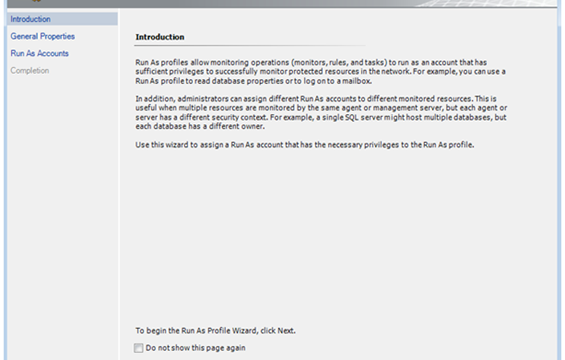 Introduction
General Properties
Run As Accounts
Completion
Introduction
Run As profiles allow monitoring operations (monitors, rules, and tasks) to run as an account that has
sufficient privileges to successfully monitor protected resources in the network. For example, you can use a
Run As profile to read database properties or to log on to a mailbox.
In addition, administrators can assign different Run As accounts to different monitored resources. This is
useful when multiple resources are monitored by the same agent or management server, but each agent or
server has a different security context. For example, a single SQL server might host multiple databases, but
each database has a different owner.
Use this wizard to assign a Run As account that has the necessary privileges to the Run As profile.
To begin the Run As Profile Wizard, click Next.
Do not show this page again